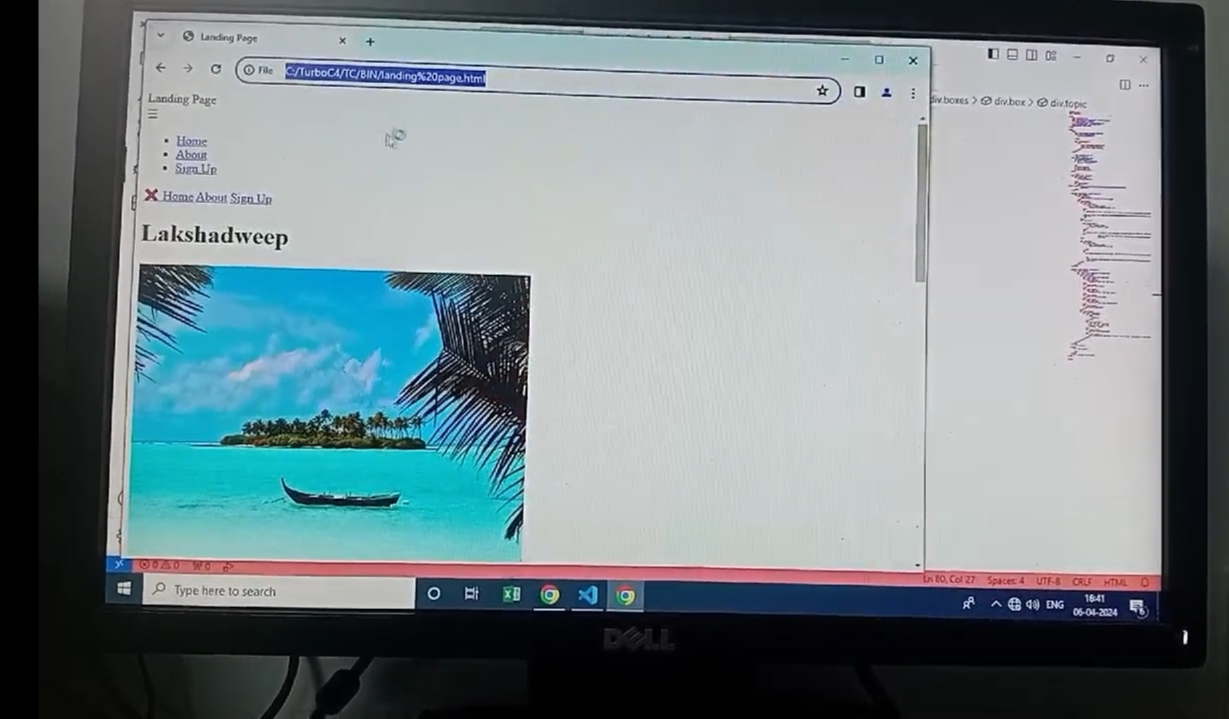 Landing Page
File C:/TurboC4/TC/BIN/landing%20page.html
div.boxes > div.box > div.topic
Landing Page
☰
• Home
• About
• Sign Up
❌ Home About Sign Up
Lakshadweep
0 0 0
Ln 80, Col 27 Spaces: 4 UTF-8 CRLF HTML
Type here to search
ENG
16:41
06-04-2024
DELL